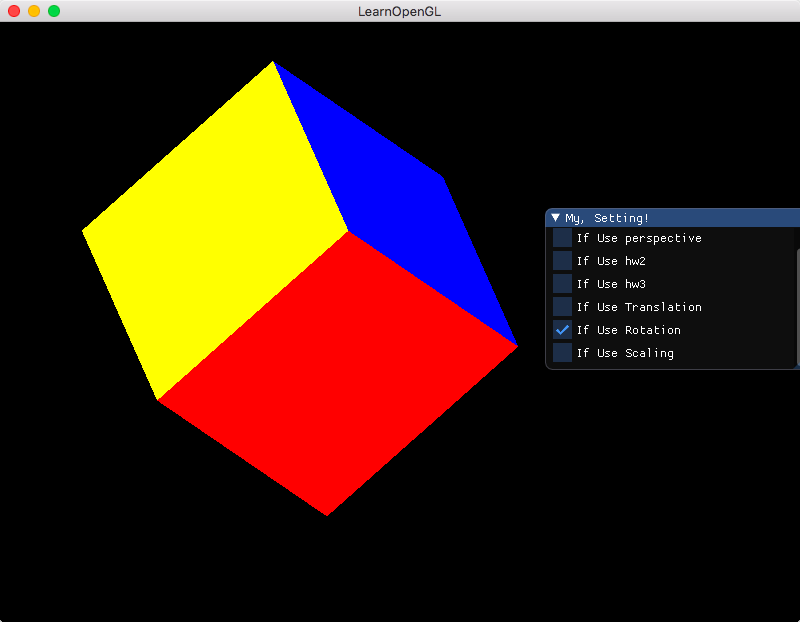 LearnOpenGL
My, Setting!
If Use perspective
If Use hw2
If Use hw3
If Use Translation
If Use Rotation
If Use Scaling